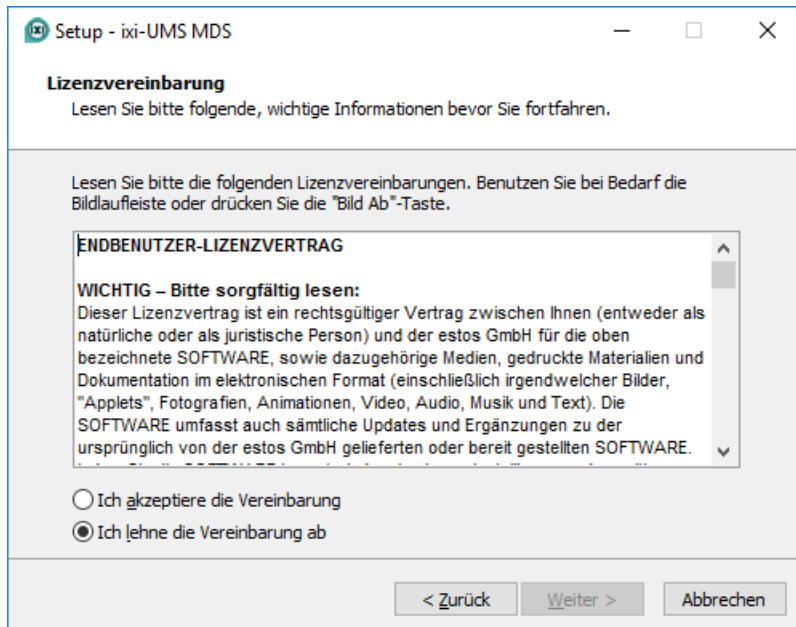 ixi Setup - ixi-UMS MDS
Lizenzvereinbarung
Lesen Sie bitte folgende, wichtige Informationen bevor Sie fortfahren.
Lesen Sie bitte die folgenden Lizenzvereinbarungen. Benutzen Sie bei Bedarf die
Bildlaufleiste oder drücken Sie die "Bild Ab"-Taste.
ENDBENUTZER-LIZENZVERTRAG
WICHTIG – Bitte sorgfältig lesen:
Dieser Lizenzvertrag ist ein rechtsgültiger Vertrag zwischen Ihnen (entweder als
natürliche oder als juristische Person) und der estos GmbH für die oben
bezeichnete SOFTWARE, sowie dazugehörige Medien, gedruckte Materialien und
Dokumentation im elektronischen Format (einschließlich irgendwelcher Bilder,
"Applets", Fotografien, Animationen, Video, Audio, Musik und Text). Die
SOFTWARE umfasst auch sämtliche Updates und Ergänzungen zu der
ursprünglich von der estos GmbH gelieferten oder bereit gestellten SOFTWARE.
Ich akzeptiere die Vereinbarung
Ich lehne die Vereinbarung ab
< Zurück Weiter > Abbrechen